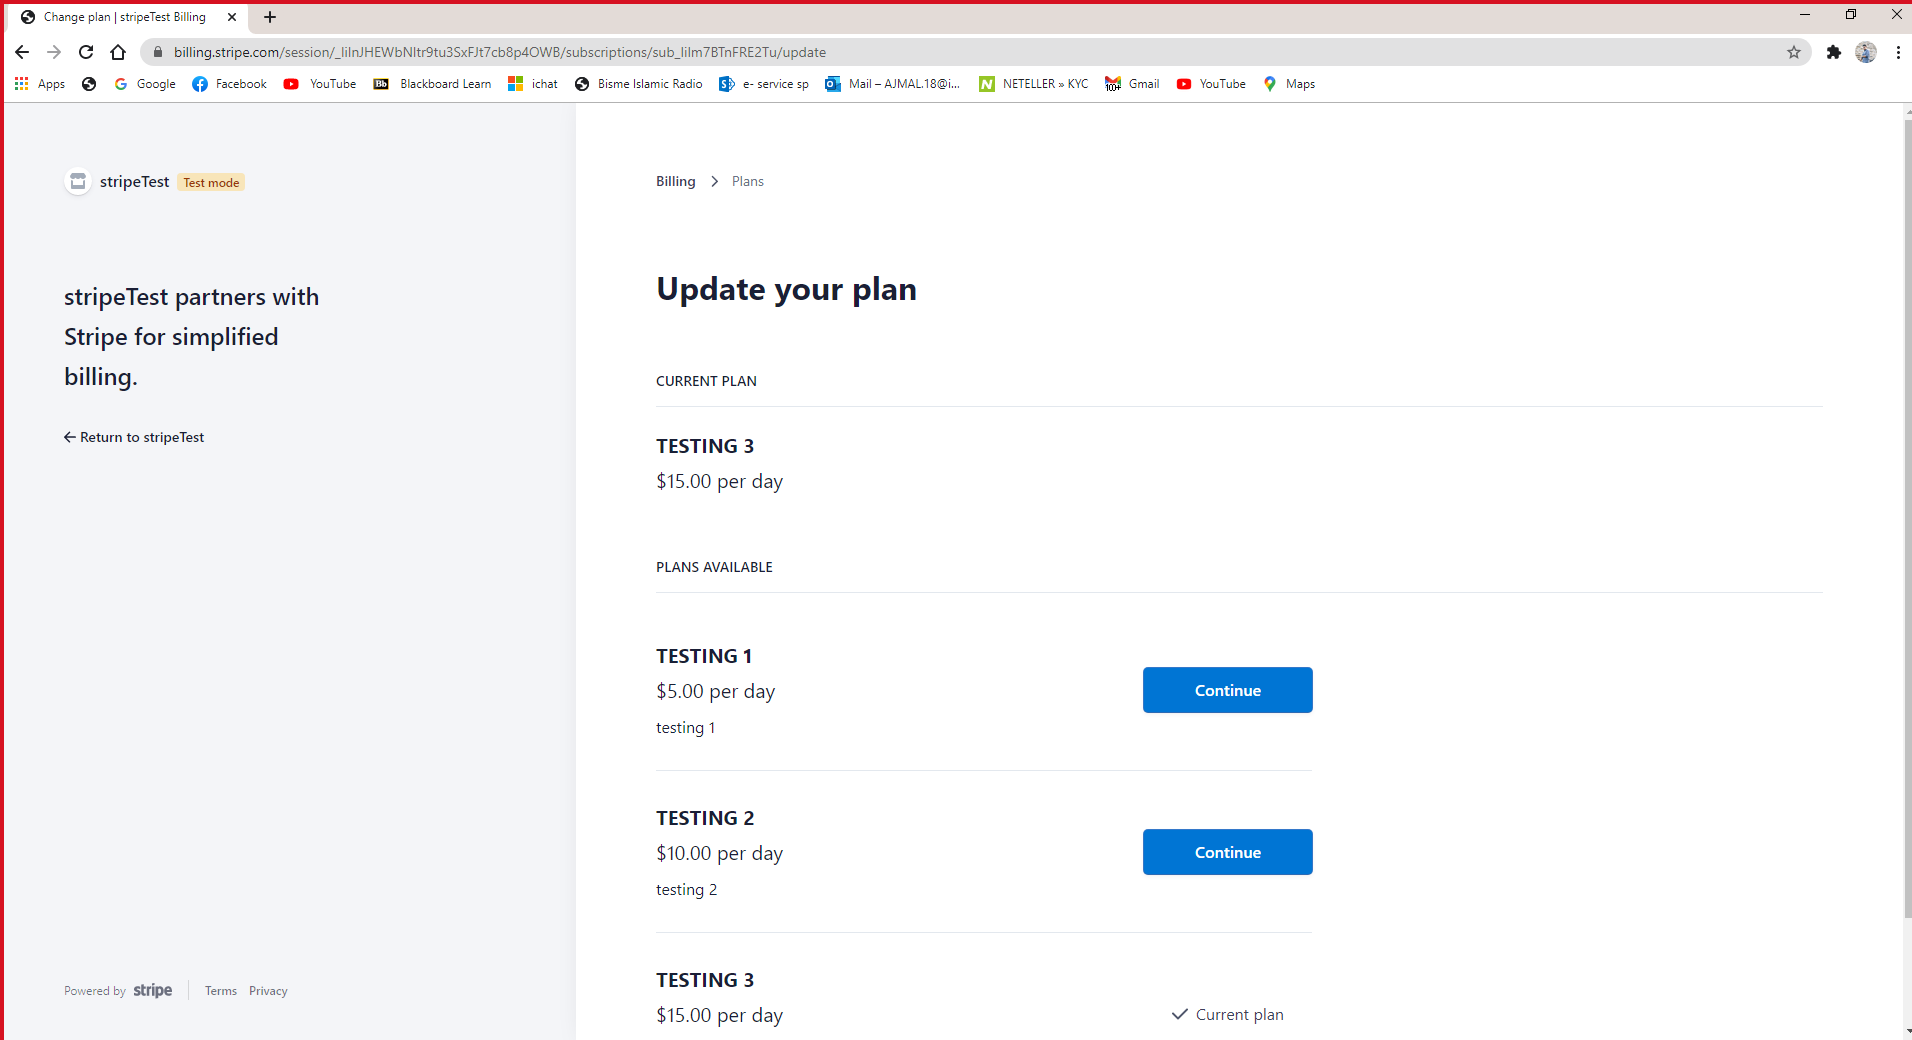 Change plan | stripeTest Billing
billing.stripe.com/session/_IiInJHEWbNItr9tu3SxFJt7cb8p4OWB/subscriptions/sub_IiIm7BTnFRE2Tu/update
Apps Google Facebook YouTube Bb Blackboard Learn ichat Bisme Islamic Radio e- service sp Mail – AJMAL.18@i... N NETELLER » KYC 100+ Gmail YouTube Maps
stripeTest Test mode
stripeTest partners with
Stripe for simplified
billing.
Return to stripeTest
Powered by stripe Terms Privacy
Billing Plans
Update your plan
CURRENT PLAN
TESTING 3
$15.00 per day
PLANS AVAILABLE
TESTING 1
$5.00 per day
testing 1
Continue
TESTING 2
$10.00 per day
testing 2
Continue
TESTING 3
$15.00 per day
Current plan